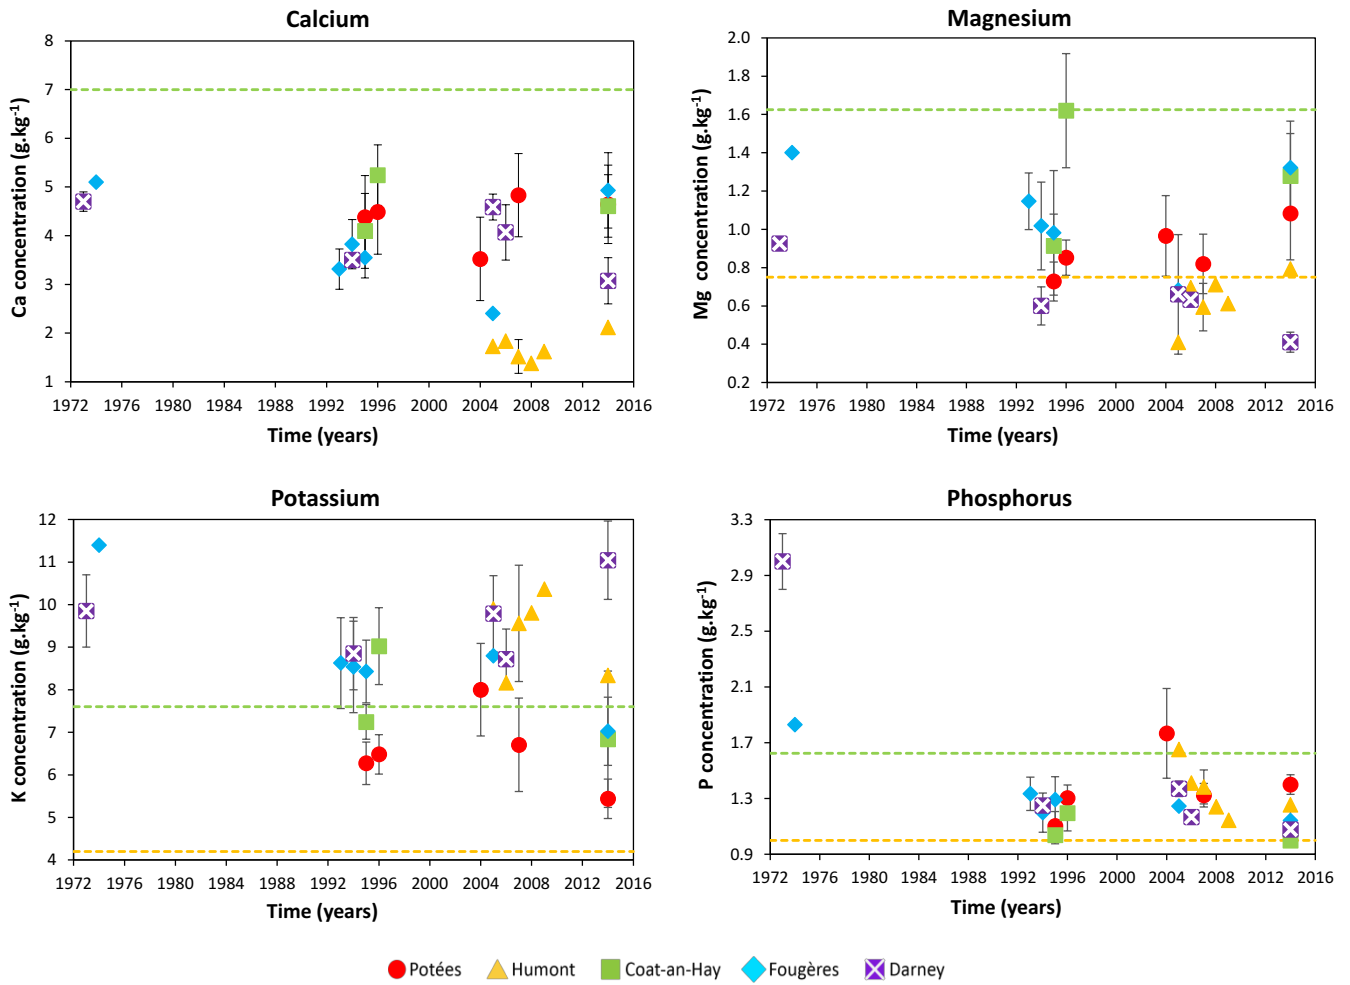 Calcium
Ca concentration (g.kg-1)
8
7
6
5
4
3
2
1
1972 1976 1980 1984 1988 1992 1996 2000 2004 2008 2012 2016
Time (years)
Magnesium
Mg concentration (g.kg-1)
2.0
1.8
1.6
1.4
1.2
1.0
0.8
0.6
0.4
0.2
1972 1976 1980 1984 1988 1992 1996 2000 2004 2008 2012 2016
Time (years)
Potassium
K concentration (g.kg-1)
12
11
10
9
8
7
6
5
4
1972 1976 1980 1984 1988 1992 1996 2000 2004 2008 2012 2016
Time (years)
Phosphorus
P concentration (g.kg-1)
3.3
2.9
2.5
2.1
1.7
1.3
0.9
1972 1976 1980 1984 1988 1992 1996 2000 2004 2008 2012 2016
Time (years)
Potées Humont Coat-an-Hay Fougères Darney